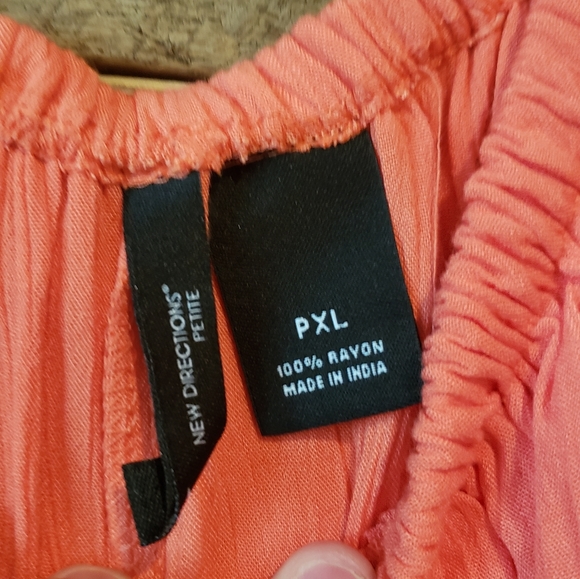 NEW DIRECTIONS®
PETITE
PXL
100% RAYON
MADE IN INDIA